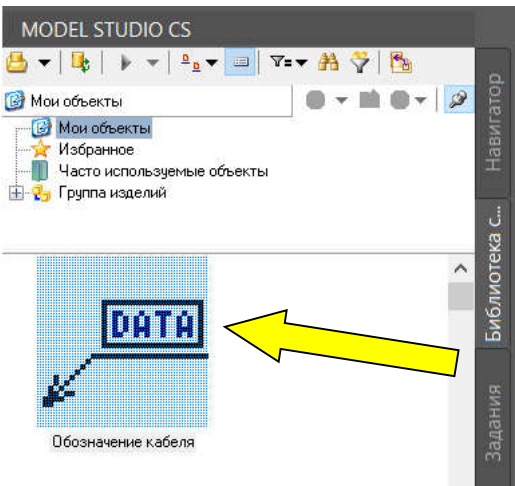 MODEL STUDIO CS
Мои объекты
Мои объекты
Избранное
Часто используемые объекты
Группа изделий
DATA
Обозначение кабеля
Навигатор
Библиотека с...
Задания